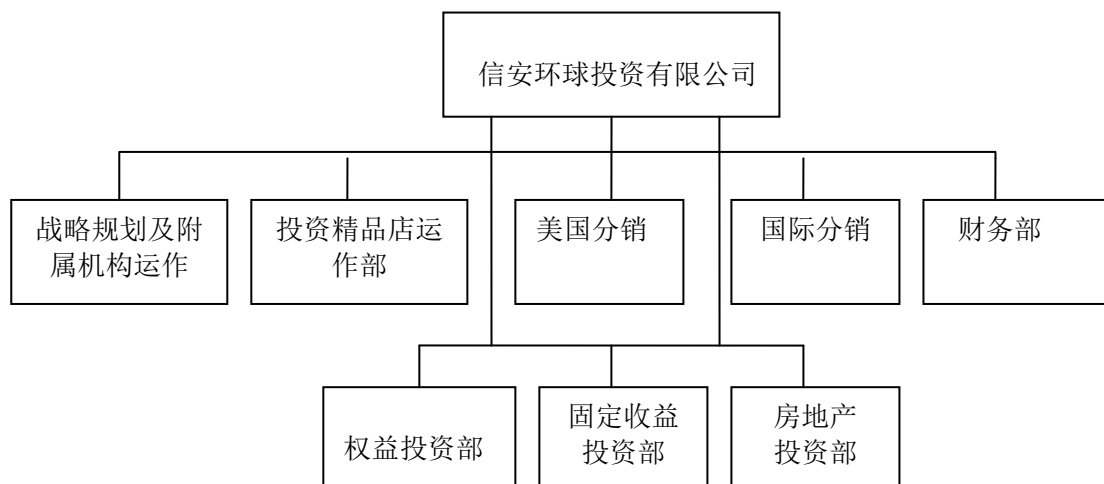 信安环球投资有限公司
战略规划及附
属机构运作
投资精品店运
作部
美国分销
国际分销
财务部
权益投资部
固定收益
投资部
房地产
投资部